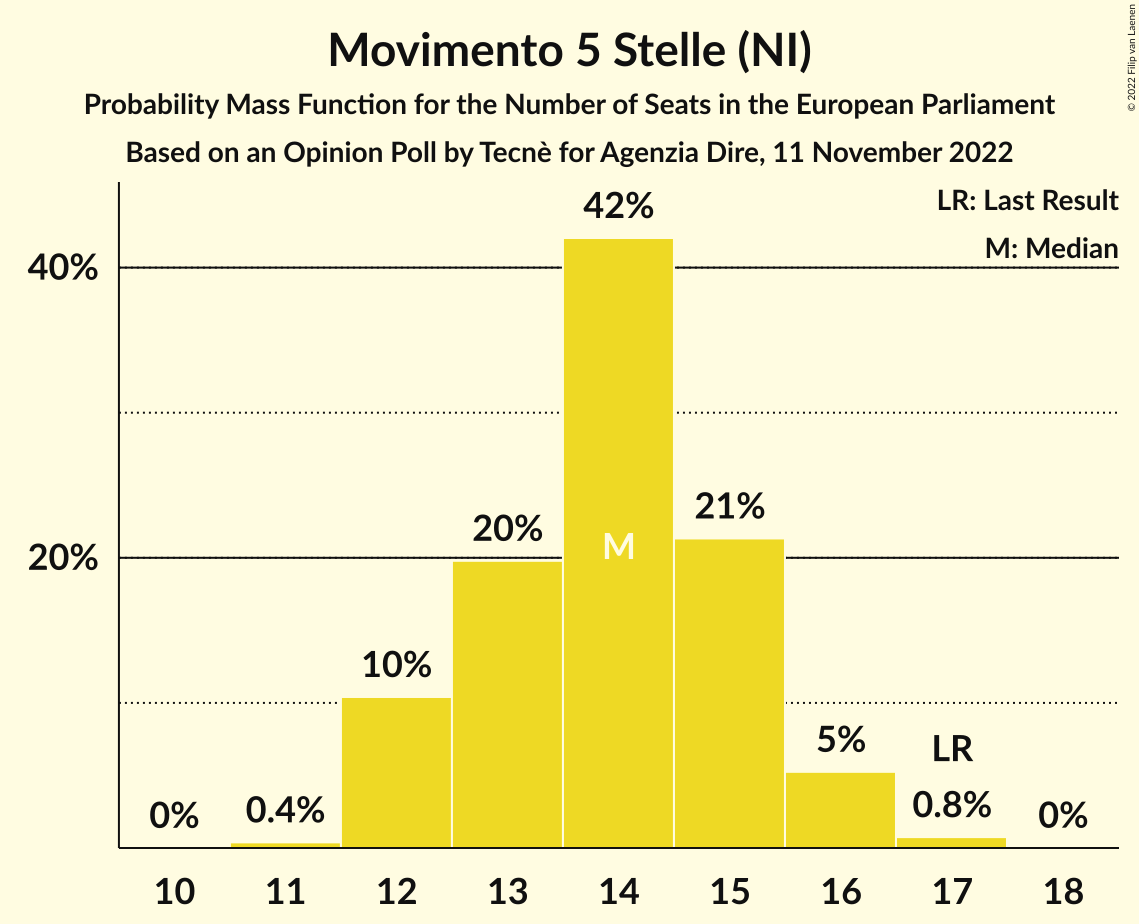 Movimento 5 Stelle (NI)
Probability Mass Function for the Number of Seats in the European Parliament
Based on an Opinion Poll by Tecnè for Agenzia Dire, 11 November 2022
© 2022 Filip van Laenen
LR: Last Result
M: Median
40%
20%
0%
0.4%
10%
20%
42%
M
21%
5%
LR
0.8%
0%
10 11 12 13 14 15 16 17 18